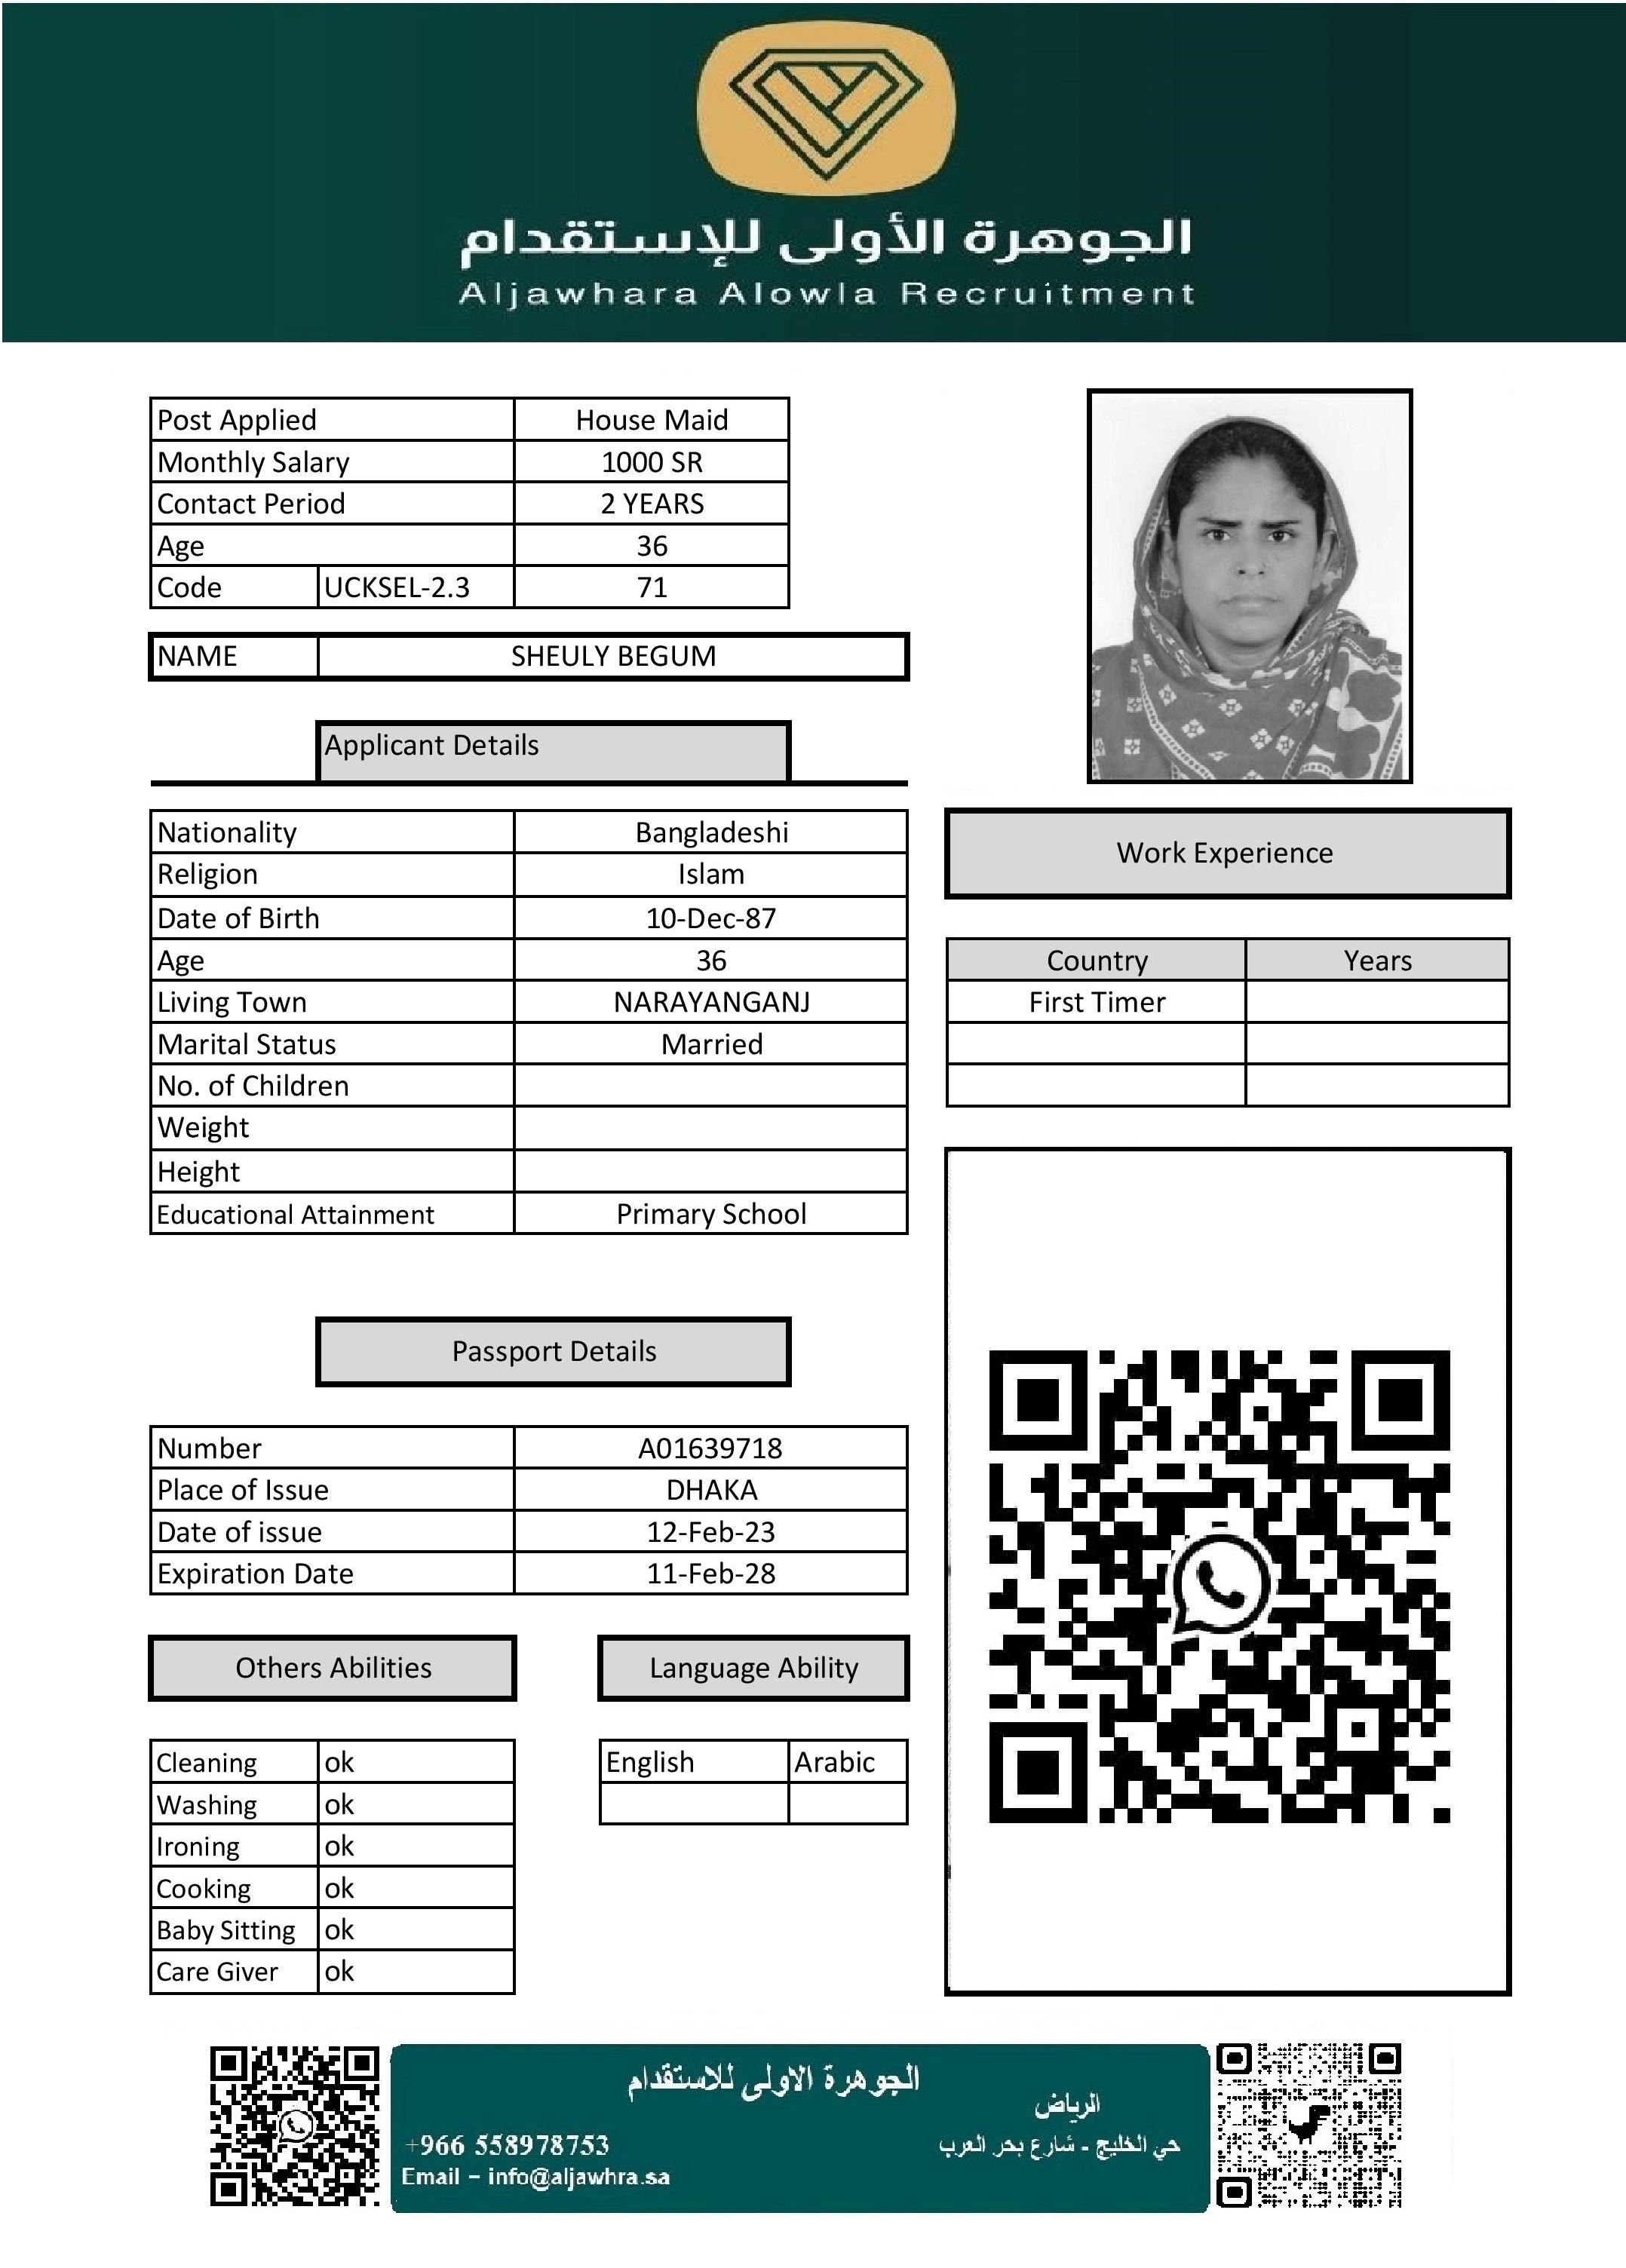 الجوهرة الأولى للإستقدام
Aljawhara Alowla Recruitment
Post Applied House Maid
Monthly Salary 1000 SR
Contact Period 2 YEARS
Age 36
Code UCKSEL-2.3 71
NAME SHEULY BEGUM
Applicant Details
Nationality Bangladeshi
Religion Islam
Date of Birth 10-Dec-87
Age 36
Living Town NARAYANGANJ
Marital Status Married
No. of Children
Weight
Height
Educational Attainment Primary School
Work Experience
Country Years
First Timer
Passport Details
Number A01639718
Place of Issue DHAKA
Date of issue 12-Feb-23
Expiration Date 11-Feb-28
Others Abilities
Cleaning ok
Washing ok
Ironing ok
Cooking ok
Baby Sitting ok
Care Giver ok
Language Ability
English Arabic
الجوهرة الاولى للاستقدام
الرياض
حي الخليج - شارع بحر العرب
+966 558978753
Email – info@aljawhra.sa